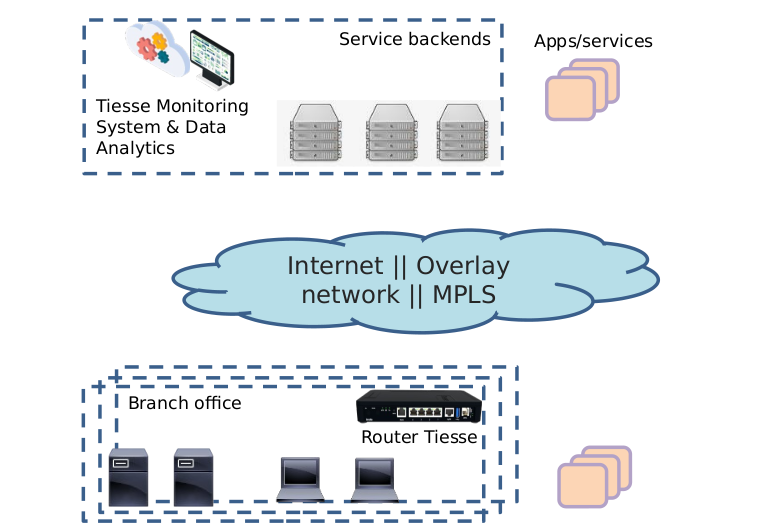 Service backends
Apps/services
Tiesse Monitoring
System & Data
Analytics
Internet || Overlay
network || MPLS
Branch office
Router Tiesse